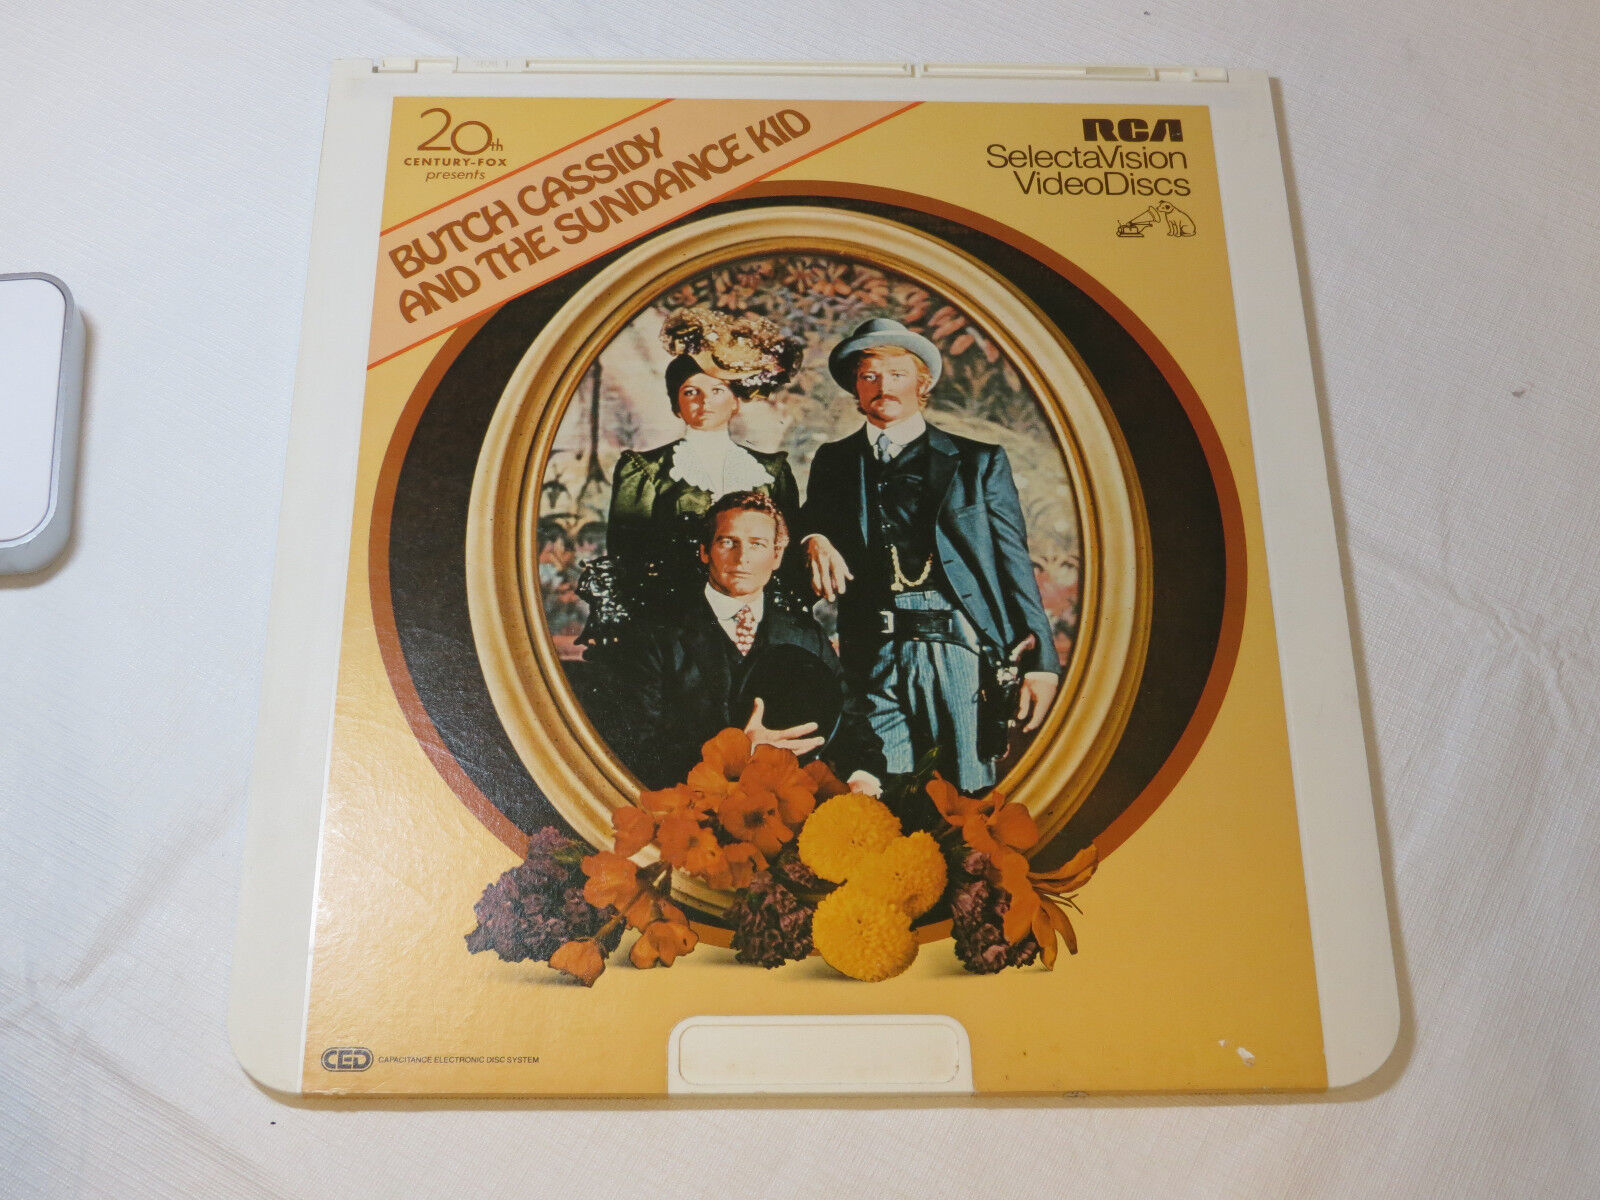 20th
CENTURY-FOX
presents
BUTCH CASSIDY
AND THE SUNDANCE KID
RCA
SelectaVision
VideoDiscs
CED CAPACITANCE ELECTRONIC DISC SYSTEM